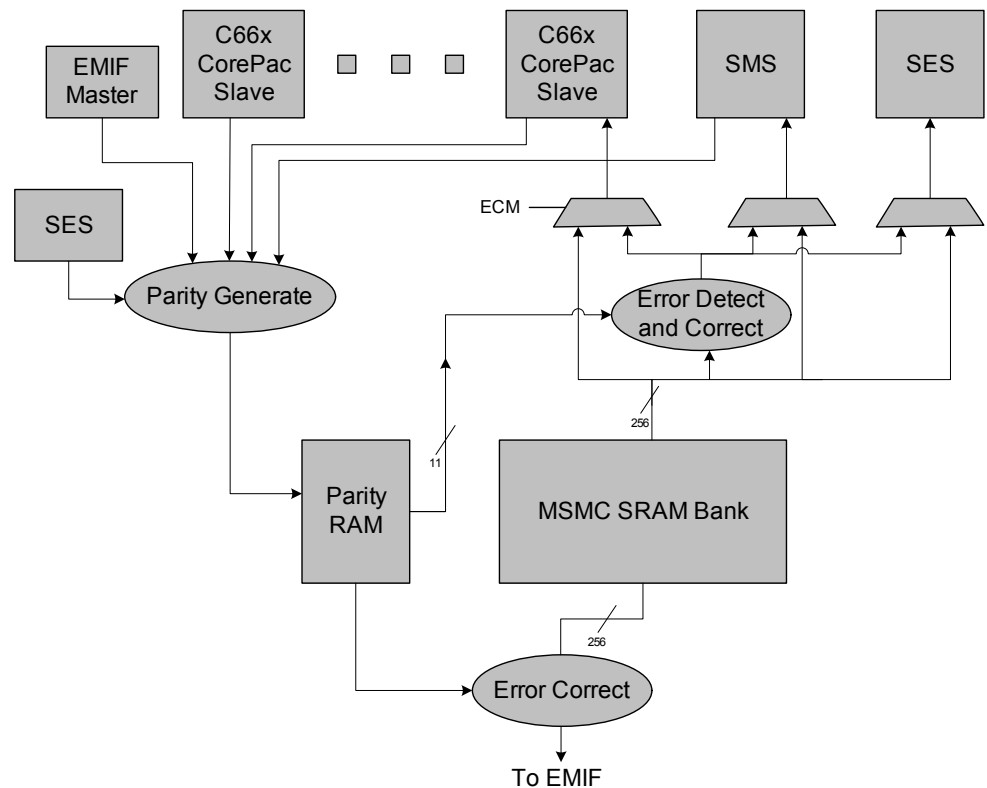 EMIF
Master
C66x
CorePac
Slave
C66x
CorePac
Slave
SMS
SES
SES
ECM
Parity Generate
Error Detect
and Correct
256
11
Parity
RAM
MSMC SRAM Bank
256
Error Correct
To EMIF